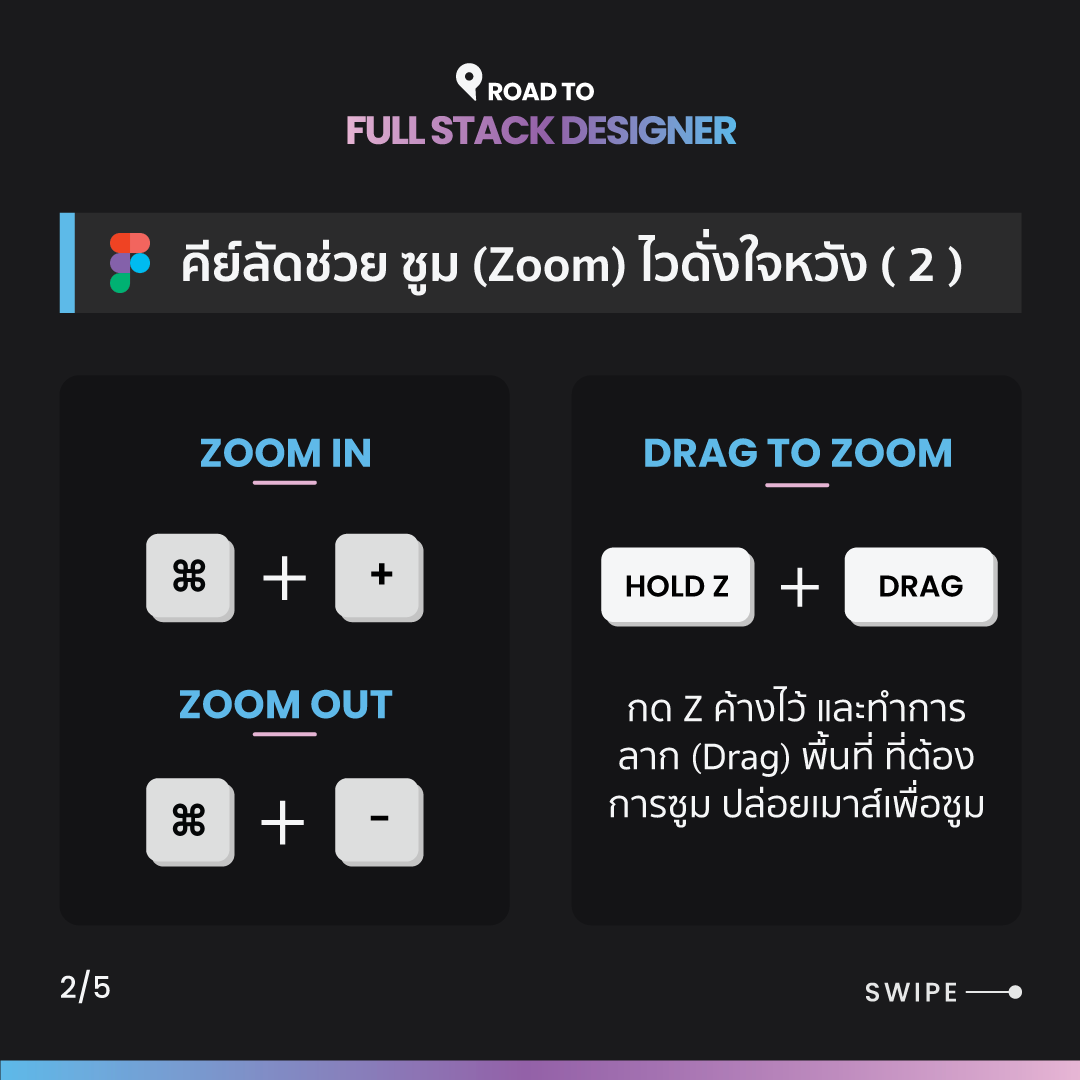 ROAD TO
FULL STACK DESIGNER
คีย์ลัดช่วย ซูม (Zoom) ไวดั่งใจหวัง ( 2 )
ZOOM IN
⌘ + +
ZOOM OUT
⌘ + -
DRAG TO ZOOM
HOLD Z + DRAG
กด Z ค้างไว้ และทำการ
ลาก (Drag) พื้นที่ ที่ต้อง
การซูม ปล่อยเมาส์เพื่อซูม
2/5
SWIPE